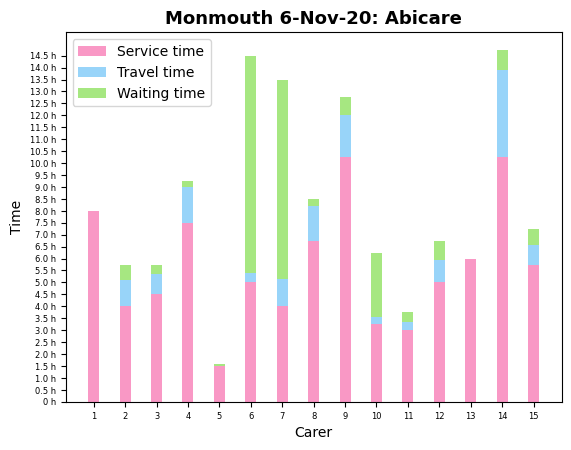 Monmouth 6-Nov-20: Abicare
Service time
Travel time
Waiting time
14.5 h
14.0 h
13.5 h
13.0 h
12.5 h
12.0 h
11.5 h
11.0 h
10.5 h
10.0 h
9.5 h
9.0 h
8.5 h
8.0 h
7.5 h
7.0 h
6.5 h
6.0 h
5.5 h
5.0 h
4.5 h
4.0 h
3.5 h
3.0 h
2.5 h
2.0 h
1.5 h
1.0 h
0.5 h
0 h
Time
1 2 3 4 5 6 7 8 9 10 11 12 13 14 15
Carer